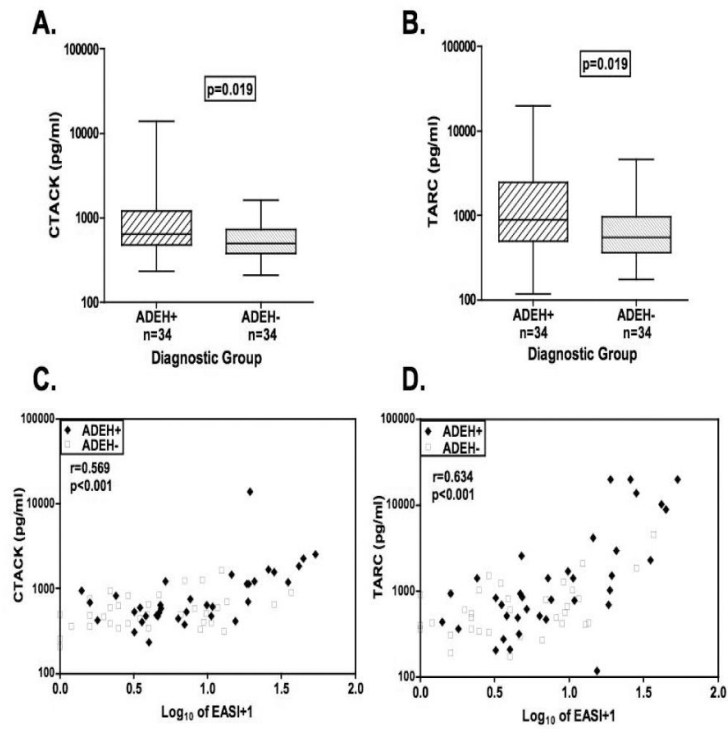 A.
100000
10000
1000
100
CTACK (pg/ml)
p=0.019
ADEH+
n=34
ADEH-
n=34
Diagnostic Group
B.
100000
10000
1000
100
TARC (pg/ml)
p=0.019
ADEH+
n=34
ADEH-
n=34
Diagnostic Group
C.
100000
10000
1000
100
CTACK (pg/ml)
ADEH+
ADEH-
r=0.569
p<0.001
0.0 0.5 1.0 1.5 2.0
Log10 of EASI+1
D.
100000
10000
1000
100
TARC (pg/ml)
ADEH+
ADEH-
r=0.634
p<0.001
0.0 0.5 1.0 1.5 2.0
Log10 of EASI+1